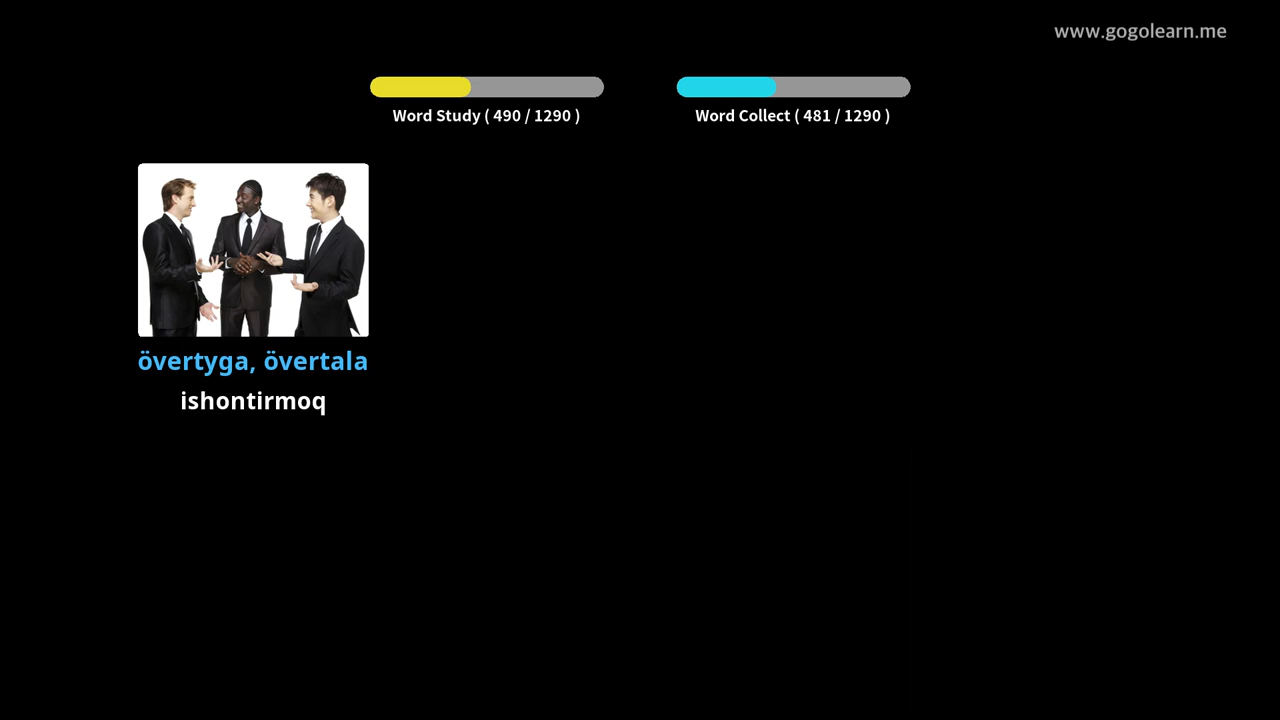 www.gogolearn.me
Word Study ( 490 / 1290 )
Word Collect ( 481 / 1290 )
övertyga, övertala
ishontirmoq